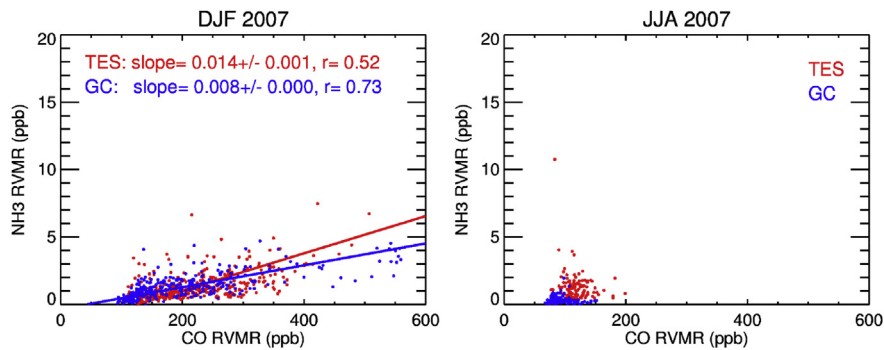 DJF 2007
JJA 2007
TES: slope= 0.014+/- 0.001, r= 0.52
GC: slope= 0.008+/- 0.000, r= 0.73
NH3 RVMR (ppb)
20
15
10
5
0
0
200
400
600
CO RVMR (ppb)
TES
GC
NH3 RVMR (ppb)
20
15
10
5
0
0
200
400
600
CO RVMR (ppb)